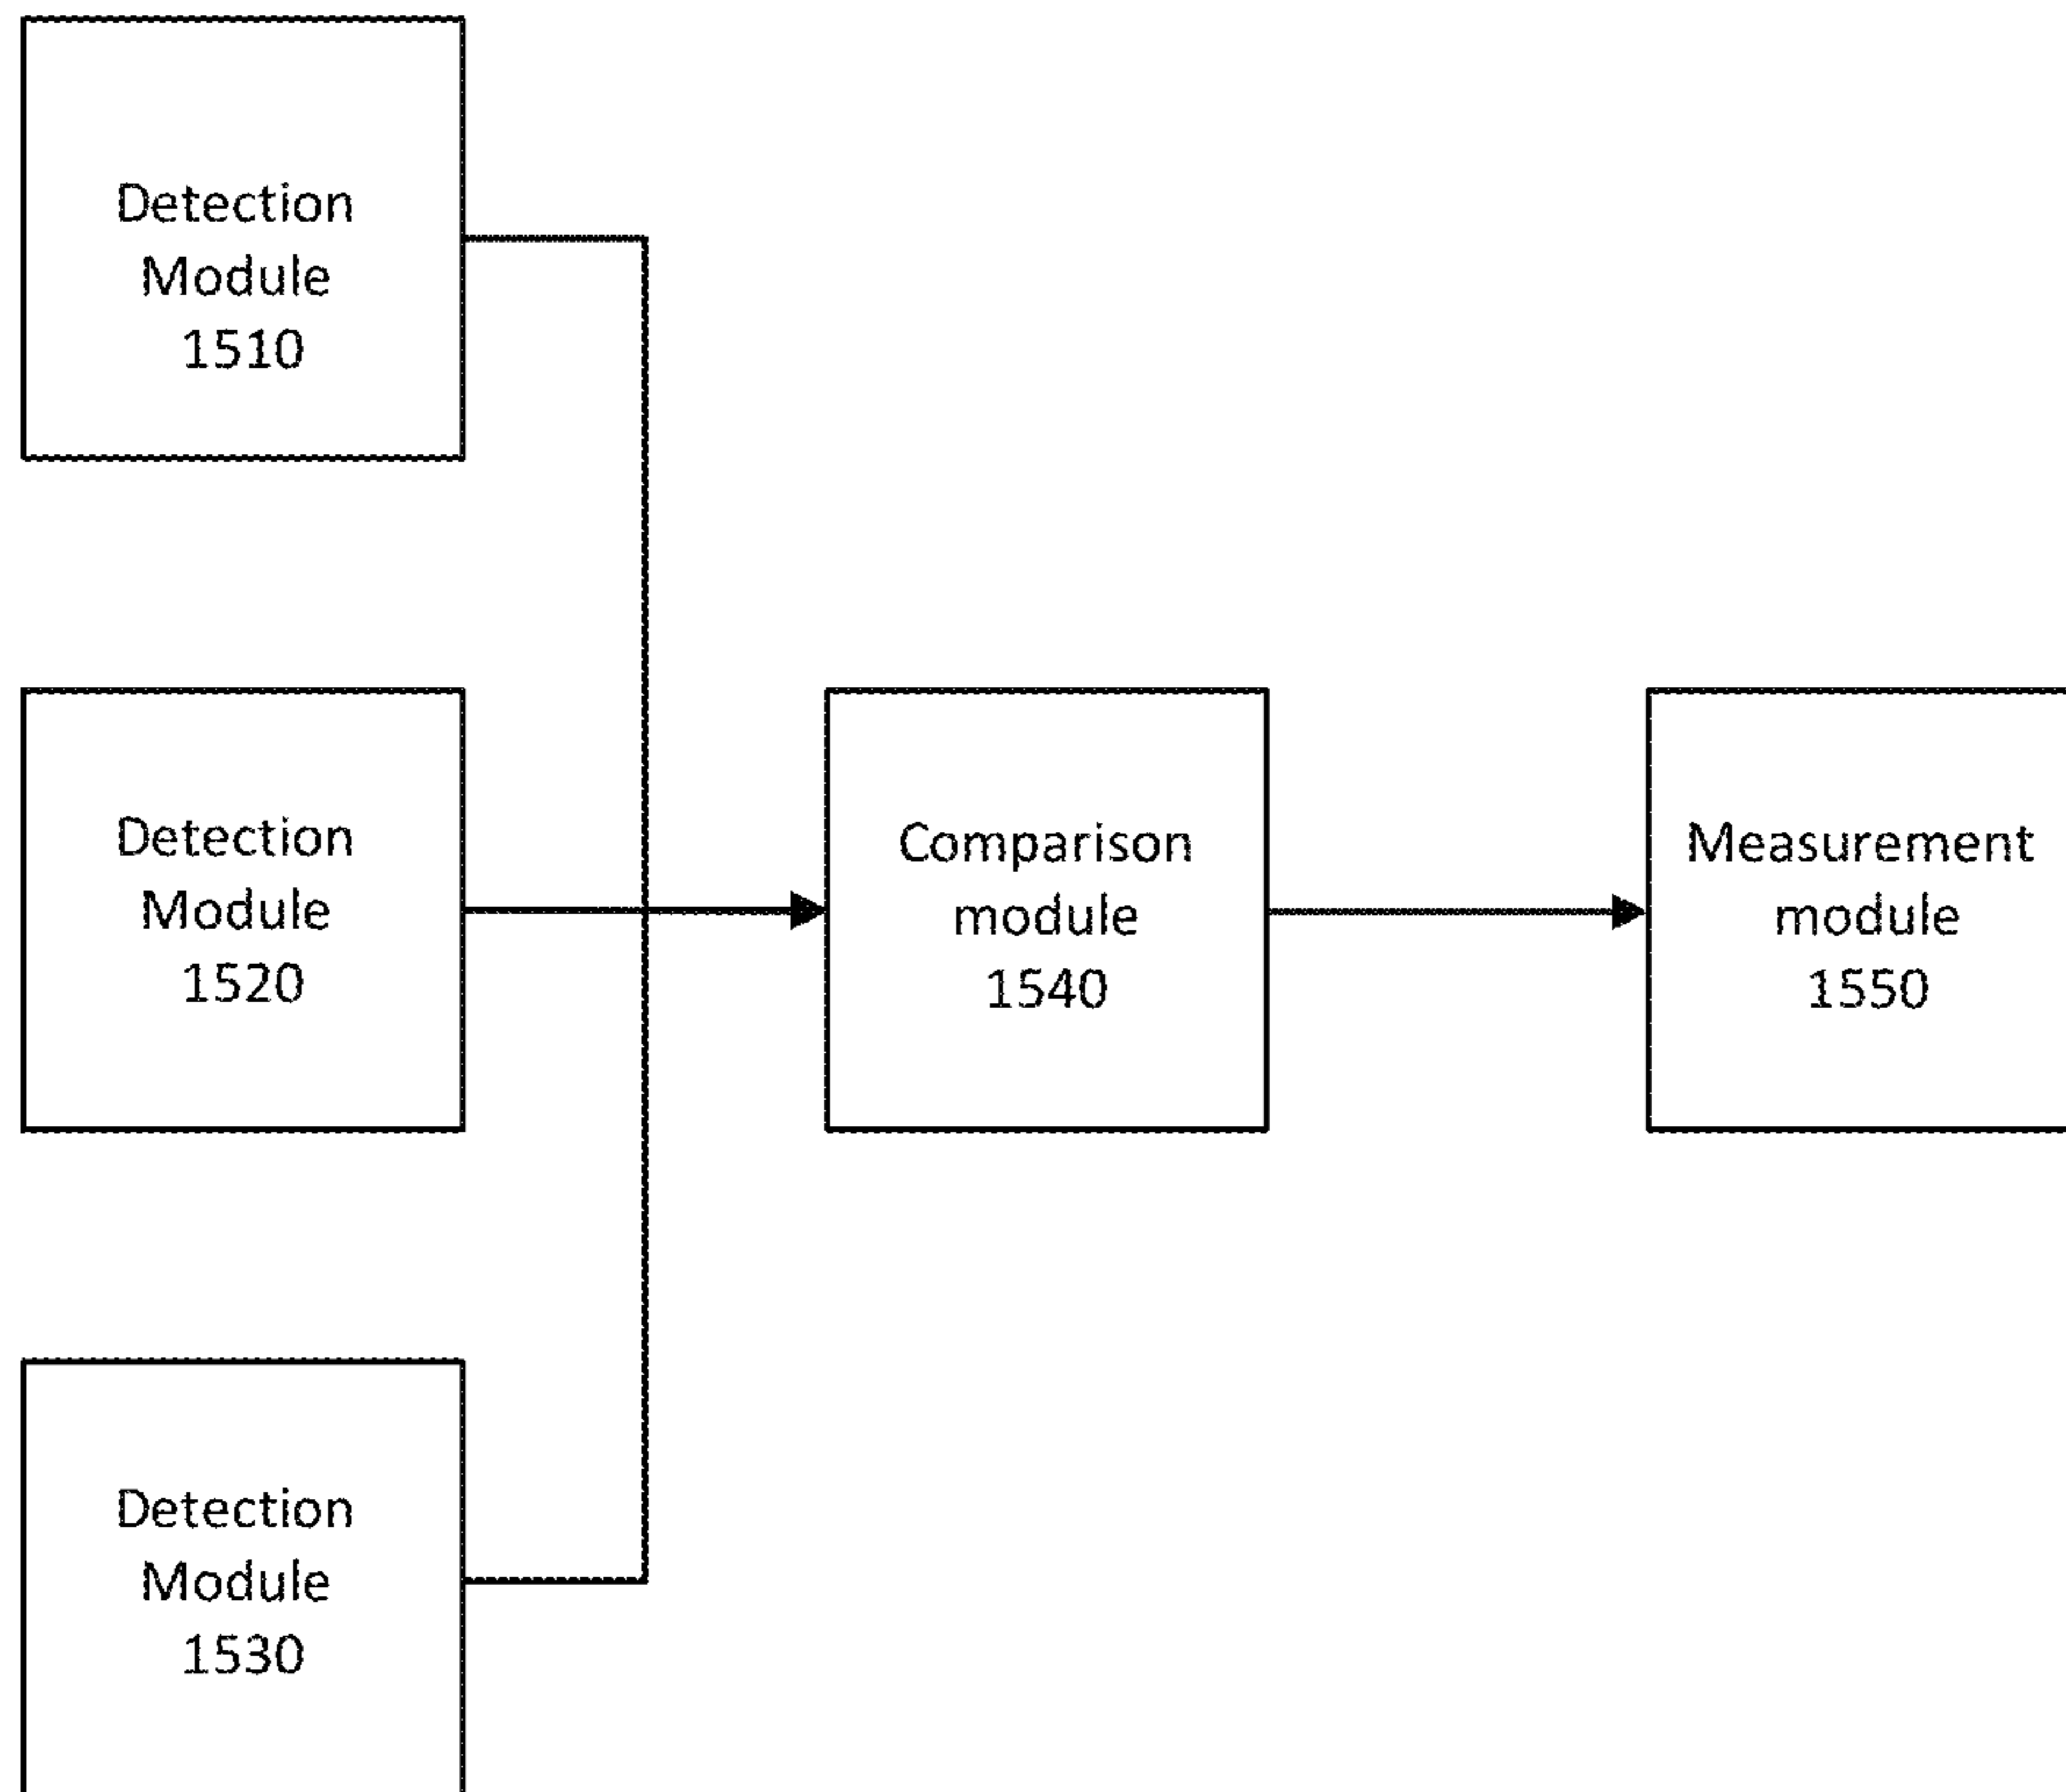 Detection
Module
1510
Detection
Module
1520
Comparison
module
1540
Measurement
module
1550
Detection
Module
1530